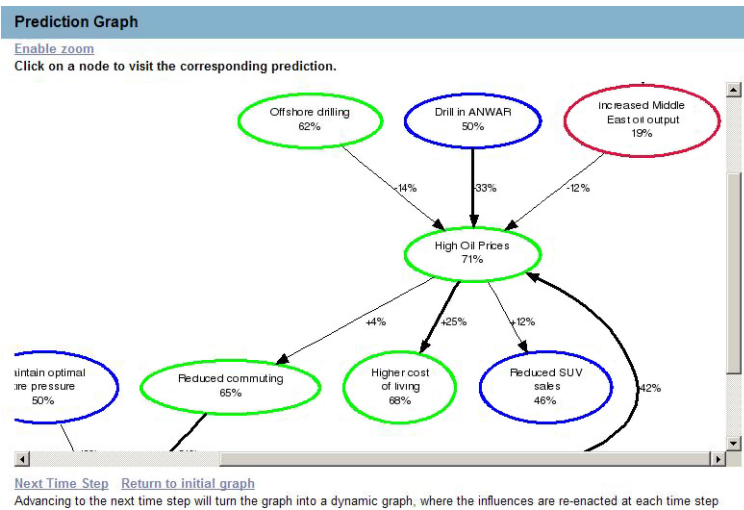 Prediction Graph
Enable zoom
Click on a node to visit the corresponding prediction.
Offshore drilling
62%
Drill in ANWAR
50%
Increased Middle
East oil output
19%
-14%
-33%
-12%
High Oil Prices
71%
+4%
+25%
+12%
aintain optimal
tire pressure
50%
Reduced commuting
65%
Higher cost
of living
68%
Reduced SUV
sales
46%
42%
Next Time Step Return to initial graph
Advancing to the next time step will turn the graph into a dynamic graph, where the influences are re-enacted at each time step